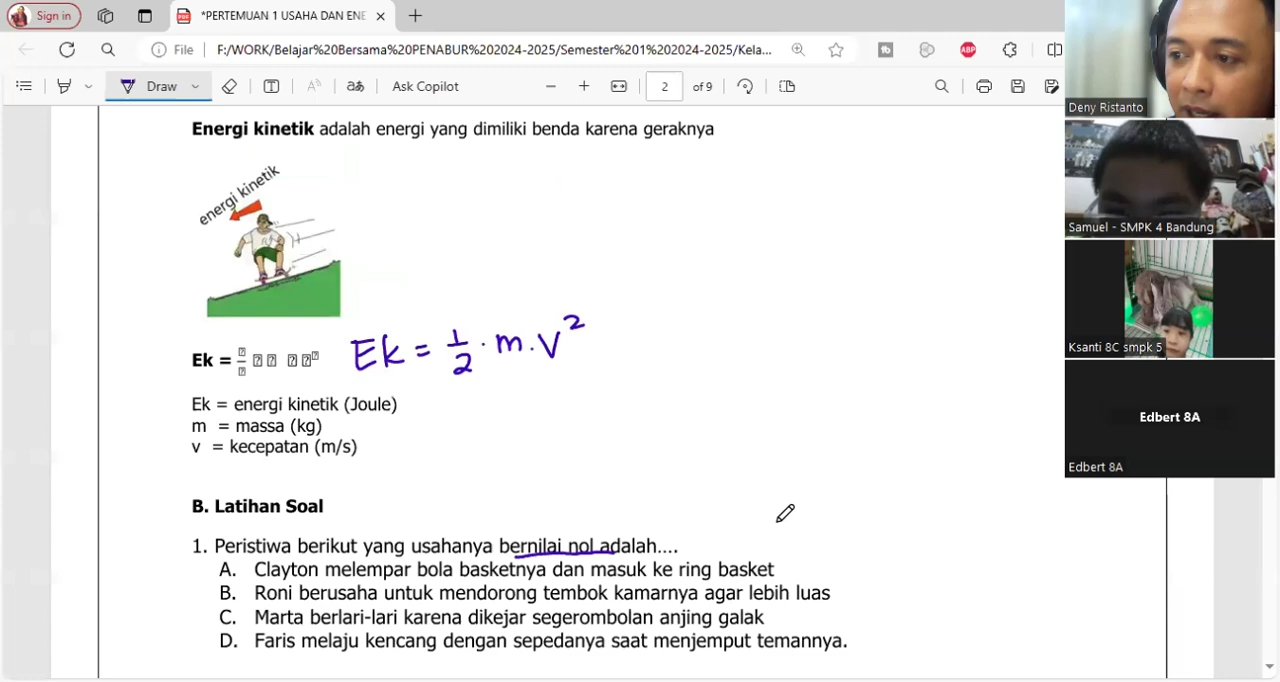 Sign in
*PERTEMUAN 1 USAHA DAN ENE
File F:/WORK/Belajar%20Bersama%20PENABUR%202024-2025/Semester%201%202024-2025/Kela...
Draw
Ask Copilot
2 of 9
Energi kinetik adalah energi yang dimiliki benda karena geraknya
energi kinetik
Ek =
Ek = 1/2 . m . v²
Ek = energi kinetik (Joule)
m = massa (kg)
v = kecepatan (m/s)
B. Latihan Soal
1. Peristiwa berikut yang usahanya bernilai nol adalah....
A. Clayton melempar bola basketnya dan masuk ke ring basket
B. Roni berusaha untuk mendorong tembok kamarnya agar lebih luas
C. Marta berlari-lari karena dikejar segerombolan anjing galak
D. Faris melaju kencang dengan sepedanya saat menjemput temannya.
Deny Ristanto
Samuel - SMPK 4 Bandung
Ksanti 8C smpk 5
Edbert 8A
Edbert 8A